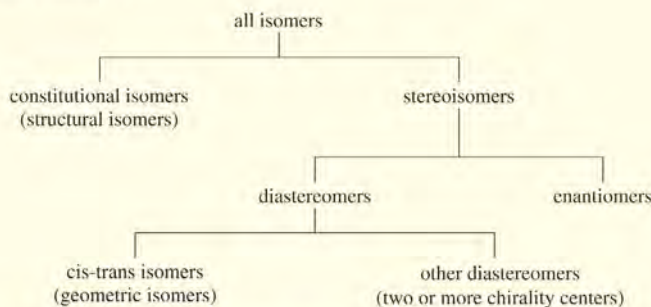 all isomers
constitutional isomers
(structural isomers)
stereoisomers
diastereomers
enantiomers
cis-trans isomers
(geometric isomers)
other diastereomers
(two or more chirality centers)